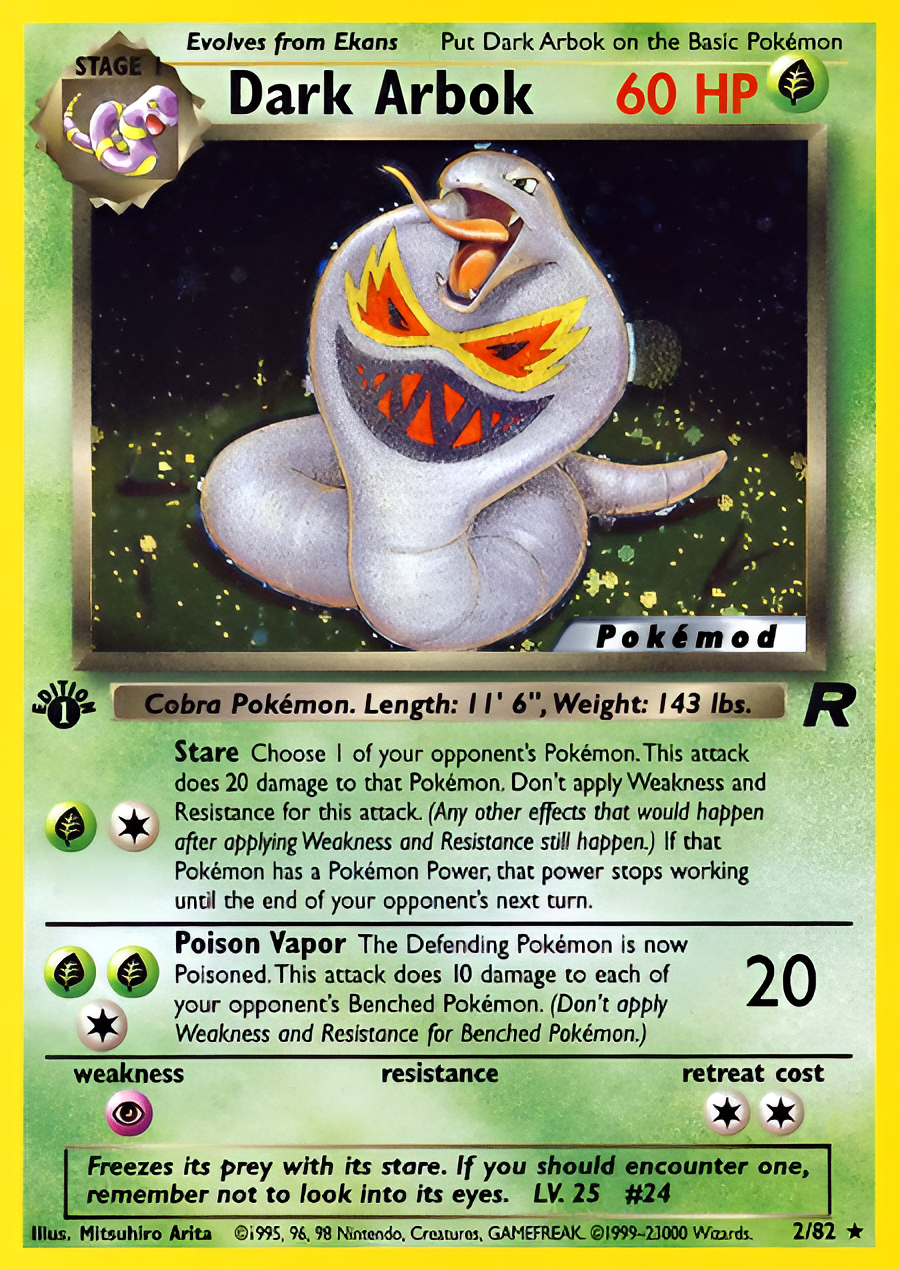 Evolves from Ekans Put Dark Arbok on the Basic Pokémon
STAGE 1
Dark Arbok 60 HP
Pokémod
EDITION
1
Cobra Pokémon. Length: 11' 6", Weight: 143 lbs.
R
Stare Choose 1 of your opponent's Pokémon. This attack
does 20 damage to that Pokémon. Don't apply Weakness and
Resistance for this attack. (Any other effects that would happen
after applying Weakness and Resistance still happen.) If that
Pokémon has a Pokémon Power, that power stops working
until the end of your opponent's next turn.
Poison Vapor The Defending Pokémon is now
Poisoned. This attack does 10 damage to each of
your opponent's Benched Pokémon. (Don't apply
Weakness and Resistance for Benched Pokémon.)
20
weakness resistance retreat cost
Freezes its prey with its stare. If you should encounter one,
remember not to look into its eyes. LV. 25 #24
Illus. Mitsuhiro Arita ©1995, 96, 98 Nintendo, Creatures, GAMEFREAK. ©1999-2000 Wizards. 2/82 ★